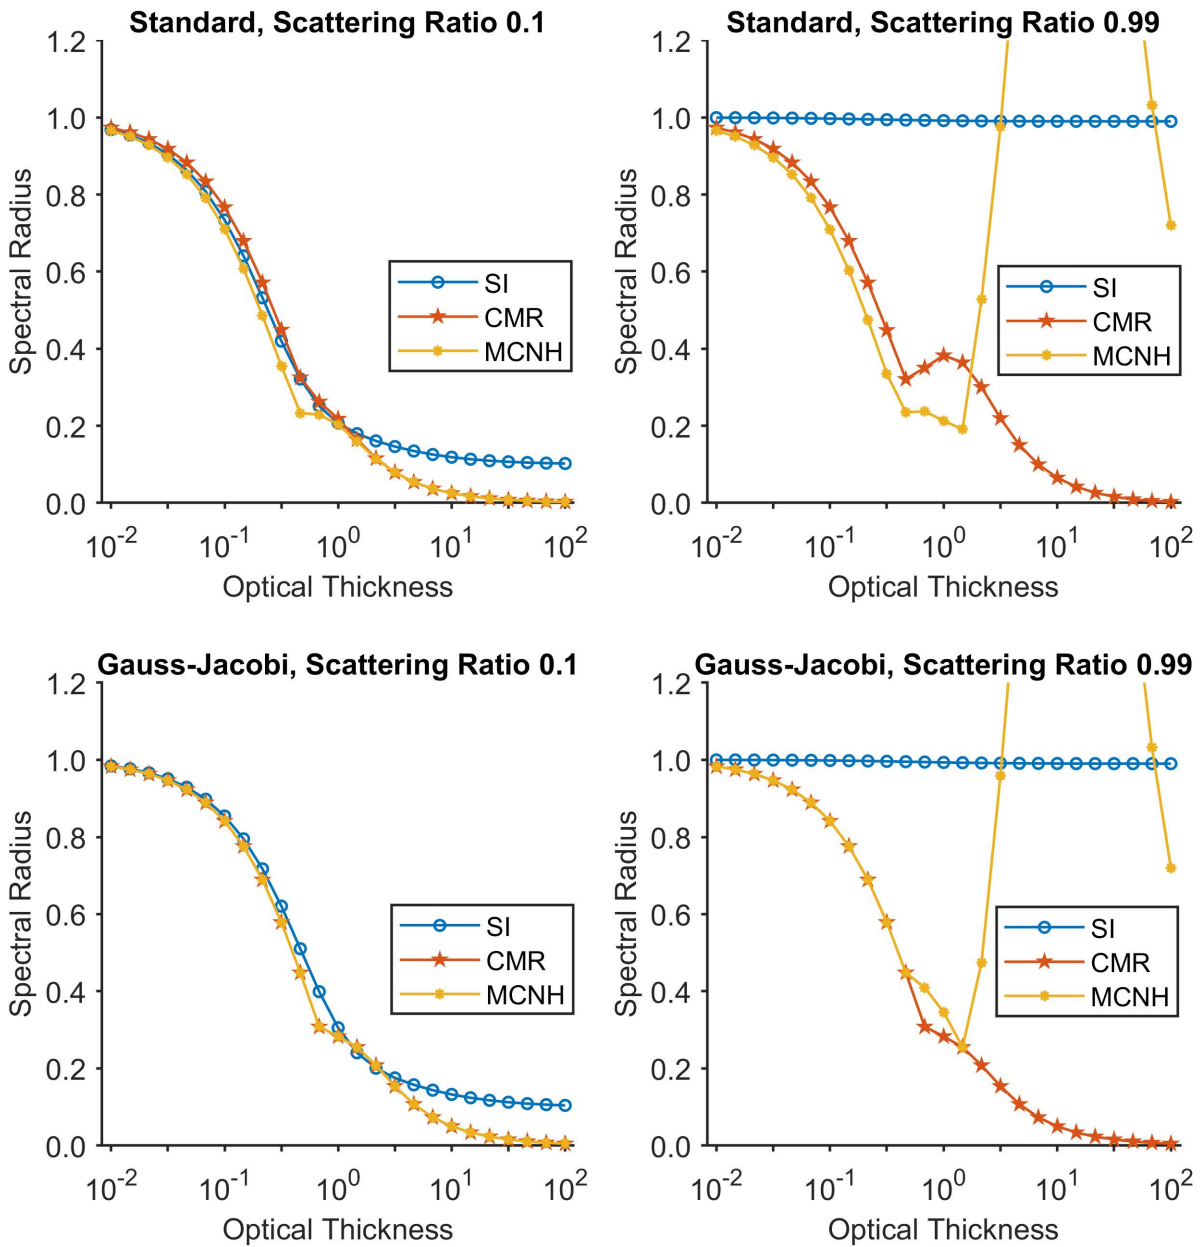 Standard, Scattering Ratio 0.1
1.2
1.0
0.8
0.6
0.4
0.2
0.0
Spectral Radius
SI
CMR
MCNH
10^-2 10^-1 10^0 10^1 10^2
Optical Thickness
Standard, Scattering Ratio 0.99
1.2
1.0
0.8
0.6
0.4
0.2
0.0
Spectral Radius
SI
CMR
MCNH
10^-2 10^-1 10^0 10^1 10^2
Optical Thickness
Gauss-Jacobi, Scattering Ratio 0.1
1.2
1.0
0.8
0.6
0.4
0.2
0.0
Spectral Radius
SI
CMR
MCNH
10^-2 10^-1 10^0 10^1 10^2
Optical Thickness
Gauss-Jacobi, Scattering Ratio 0.99
1.2
1.0
0.8
0.6
0.4
0.2
0.0
Spectral Radius
SI
CMR
MCNH
10^-2 10^-1 10^0 10^1 10^2
Optical Thickness